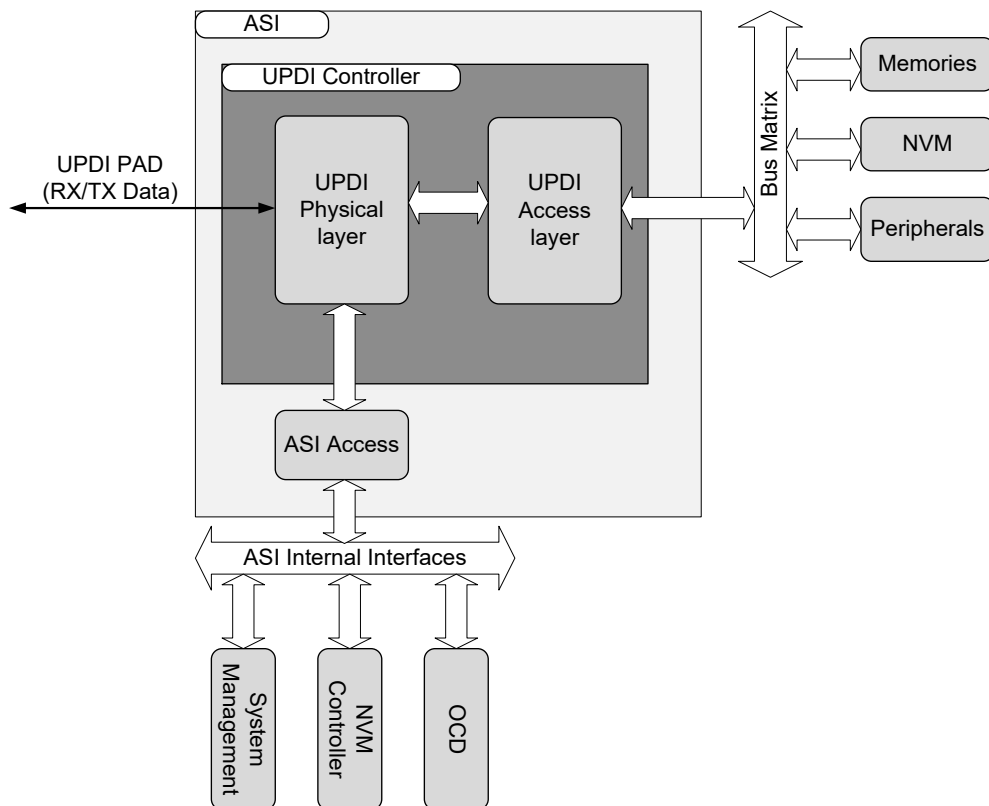 ASI
UPDI Controller
UPDI PAD
(RX/TX Data)
UPDI
Physical
layer
UPDI
Access
layer
Bus Matrix
Memories
NVM
Peripherals
ASI Access
ASI Internal Interfaces
System
Management
NVM
Controller
OCD